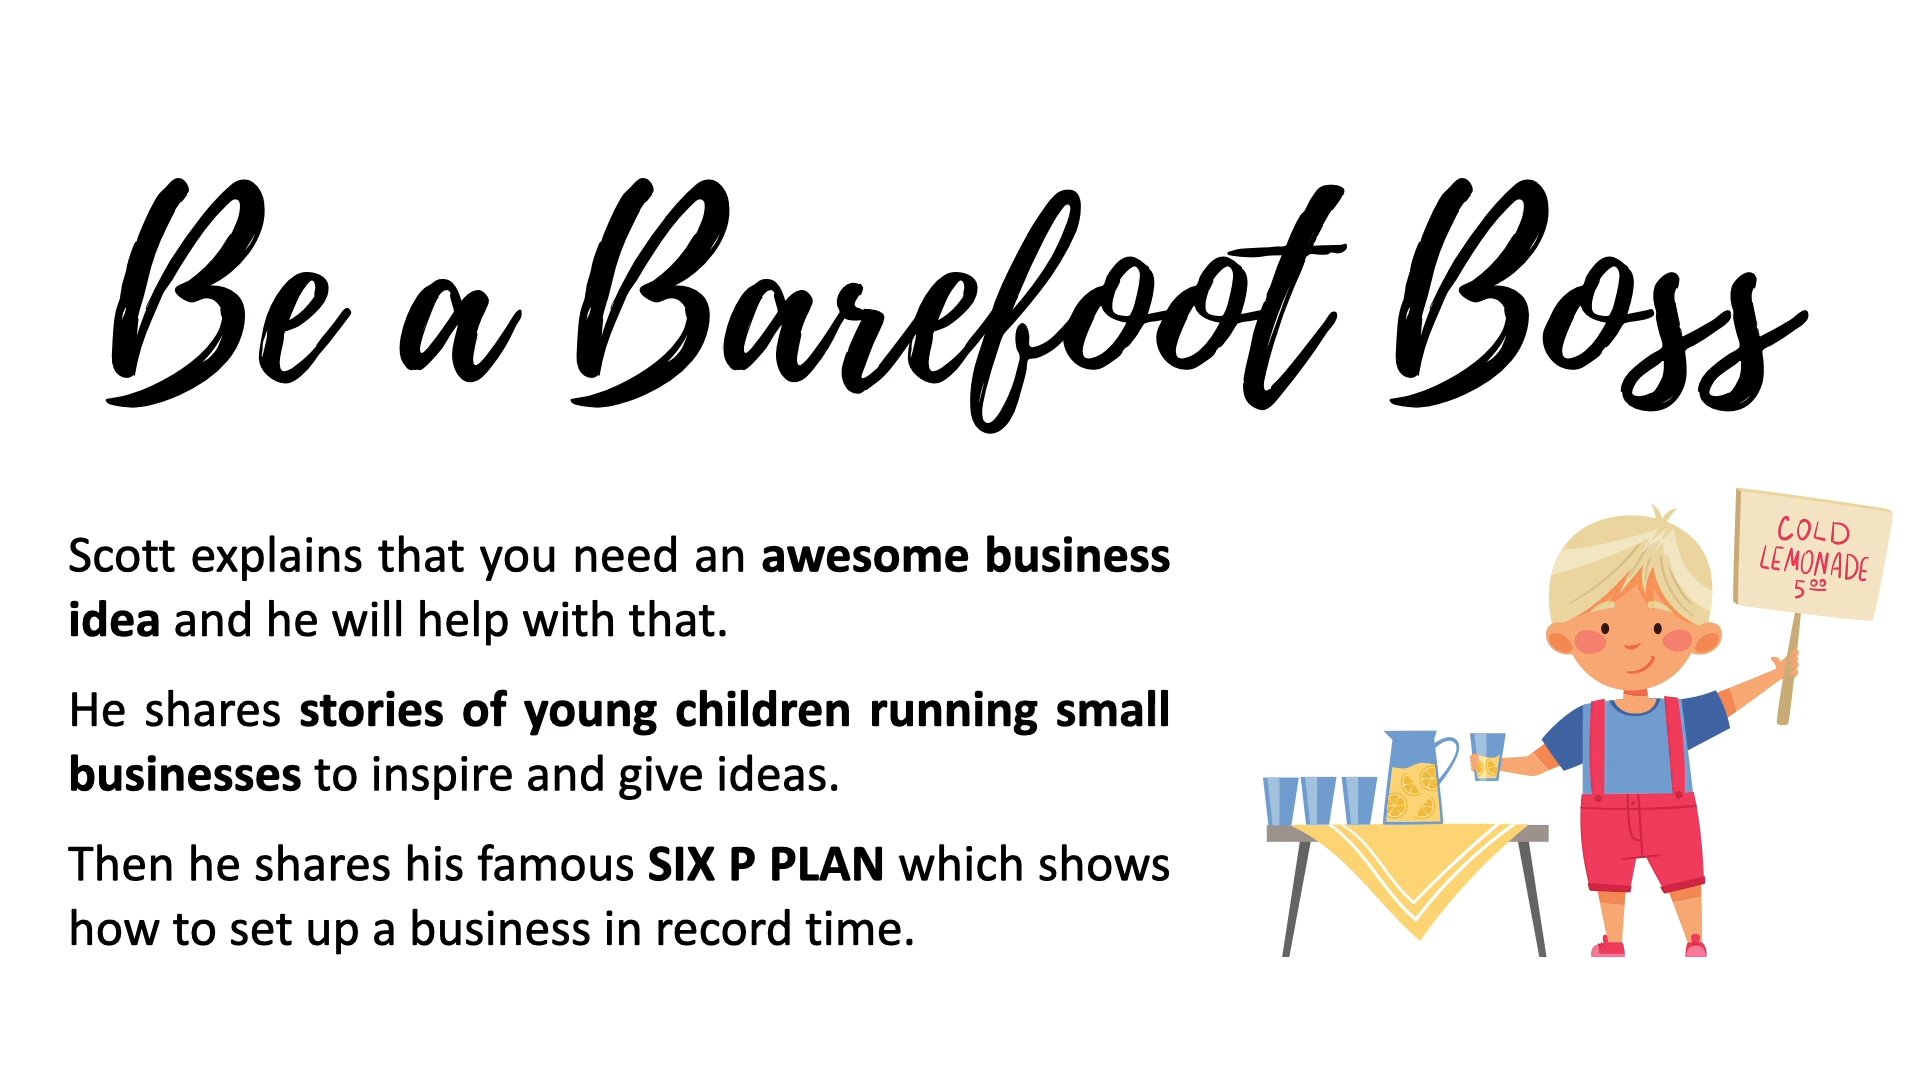 Be a Barefoot Boss
Scott explains that you need an awesome business
idea and he will help with that.
He shares stories of young children running small
businesses to inspire and give ideas.
Then he shares his famous SIX P PLAN which shows
how to set up a business in record time.
COLD
LEMONADE
5 00